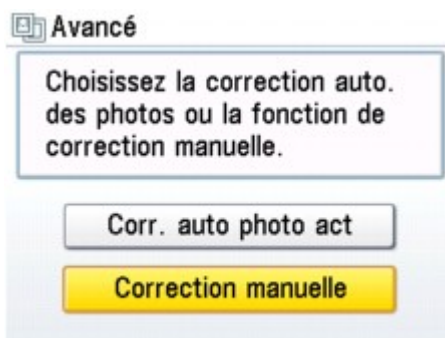 Avancé
Choisissez la correction auto.
des photos ou la fonction de
correction manuelle.
Corr. auto photo act
Correction manuelle